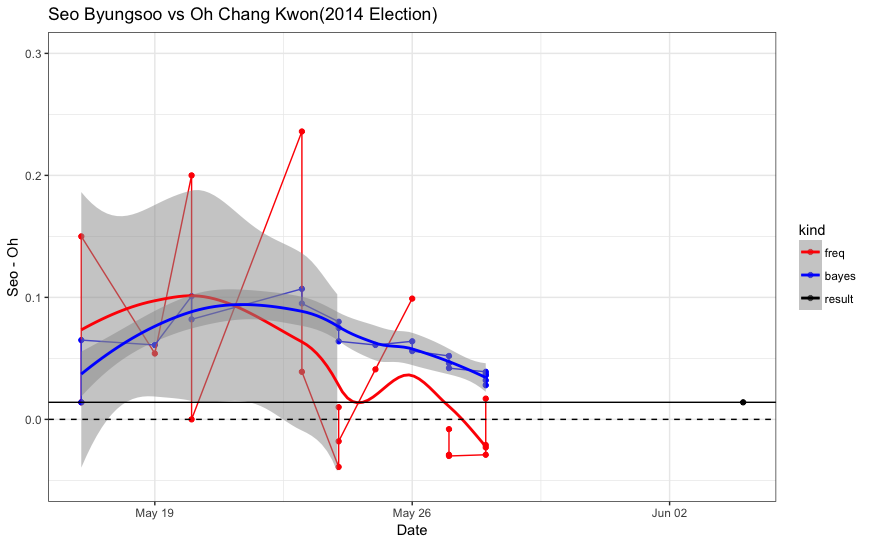 Seo Byungsoo vs Oh Chang Kwon(2014 Election)
0.3
0.2
0.1
0.0
Seo - Oh
May 19
May 26
Jun 02
Date
kind
freq
bayes
result